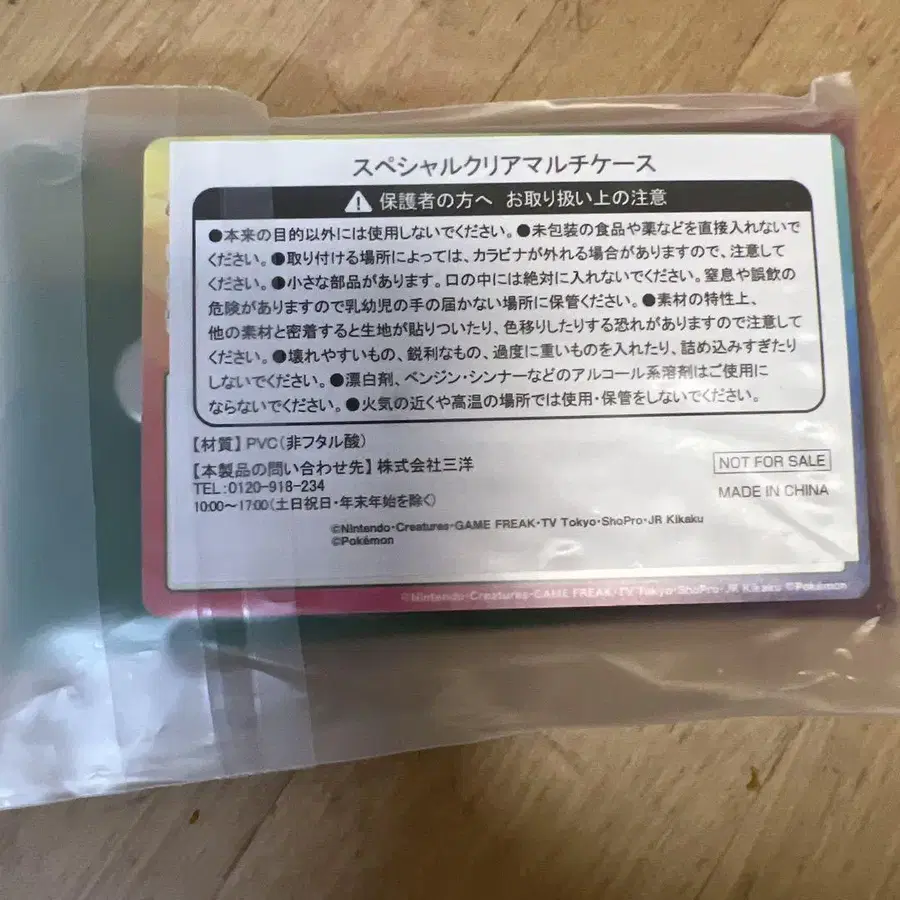 スペシャルクリアマルチケース
保護者の方へ お取り扱い上の注意
●本来の目的以外には使用しないでください。●未包装の食品や薬などを直接入れないで
ください。●取り付ける場所によっては、カラビナが外れる場合がありますので、注意して
ください。●小さな部品があります。口の中には絶対に入れないでください。窒息や誤飲の
危険がありますので乳幼児の手の届かない場所に保管ください。●素材の特性上、
他の素材と密着すると生地が貼りついたり、色移りしたりする恐れがありますので注意して
ください。●壊れやすいもの、鋭利なもの、過度に重いものを入れたり、詰め込みすぎたり
しないでください。●漂白剤、ベンジン・シンナーなどのアルコール系溶剤はご使用に
ならないでください。●火気の近くや高温の場所では使用・保管をしないでください。
【材質】PVC(非フタル酸)
【本製品の問い合わせ先】株式会社三洋
TEL:0120-918-234
10:00〜17:00(土日祝日・年末年始を除く)
NOT FOR SALE
MADE IN CHINA
©Nintendo・Creatures・GAME FREAK・TV Tokyo・ShoPro・JR Kikaku
©Pokémon
©Nintendo・Creatures・GAME FREAK・TV Tokyo・ShoPro・JR Kikaku ©Pokémon